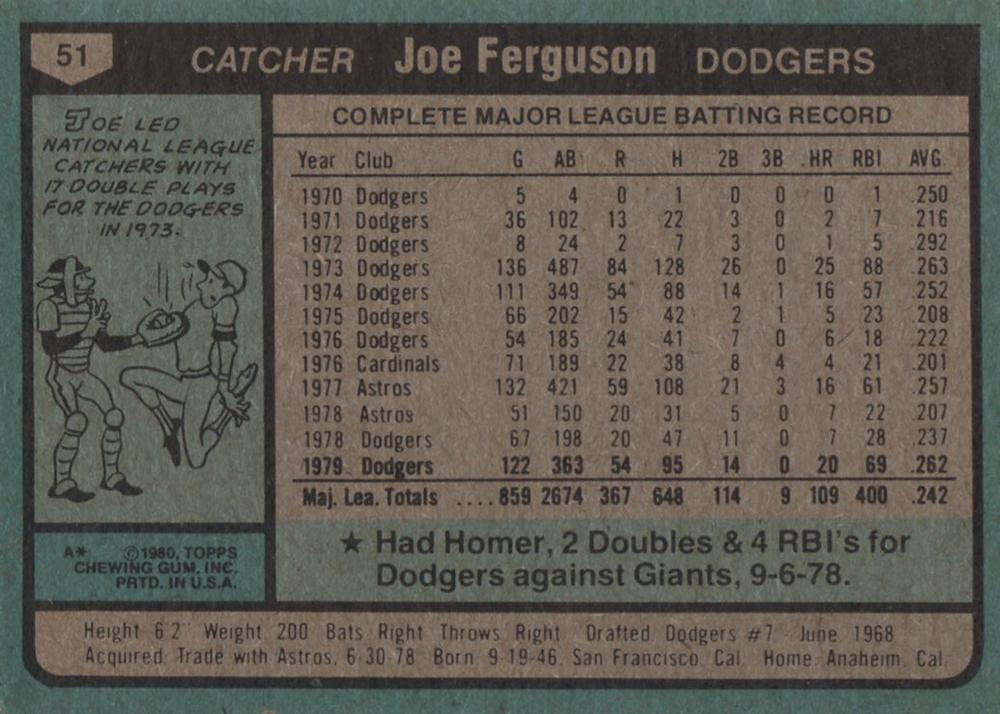 51
CATCHER Joe Ferguson DODGERS
JOE LED
NATIONAL LEAGUE
CATCHERS WITH
17 DOUBLE PLAYS
FOR THE DODGERS
IN 1973.
A* ©1980, TOPPS
CHEWING GUM, INC.
PRTD. IN U.S.A.
COMPLETE MAJOR LEAGUE BATTING RECORD
Year Club G AB R H 2B 3B HR RBI AVG.
1970 Dodgers 5 4 0 1 0 0 0 1 .250
1971 Dodgers 36 102 13 22 3 0 2 7 .216
1972 Dodgers 8 24 2 7 3 0 1 5 .292
1973 Dodgers 136 487 84 128 26 0 25 88 .263
1974 Dodgers 111 349 54 88 14 1 16 57 .252
1975 Dodgers 66 202 15 42 2 1 5 23 .208
1976 Dodgers 54 185 24 41 7 0 6 18 .222
1976 Cardinals 71 189 22 38 8 4 4 21 .201
1977 Astros 132 421 59 108 21 3 16 61 .257
1978 Astros 51 150 20 31 5 0 7 22 .207
1978 Dodgers 67 198 20 47 11 0 7 28 .237
1979 Dodgers 122 363 54 95 14 0 20 69 .262
Maj. Lea. Totals ....859 2674 367 648 114 9 109 400 .242
★ Had Homer, 2 Doubles & 4 RBI's for
Dodgers against Giants, 9-6-78.
Height 6'2" Weight 200 Bats Right Throws Right Drafted Dodgers #7 - June, 1968
Acquired: Trade with Astros, 6-30-78 Born 9-19-46, San Francisco, Cal. Home: Anaheim, Cal.